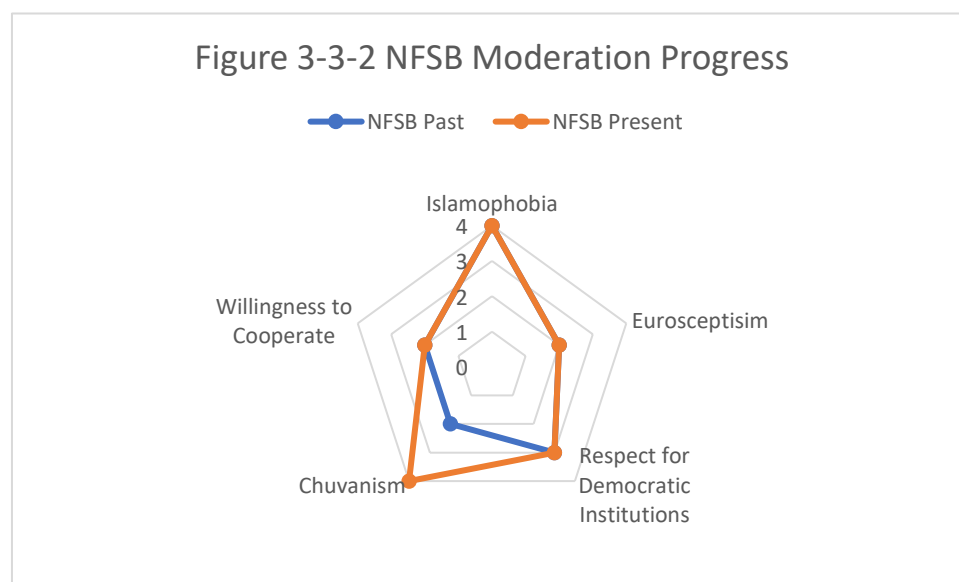 Figure 3-3-2 NFSB Moderation Progress
NFSB Past
NFSB Present
Islamophobia
4
3
2
1
0
Willingness to
Cooperate
Eurosceptisim
Chuvanism
Respect for
Democratic
Institutions